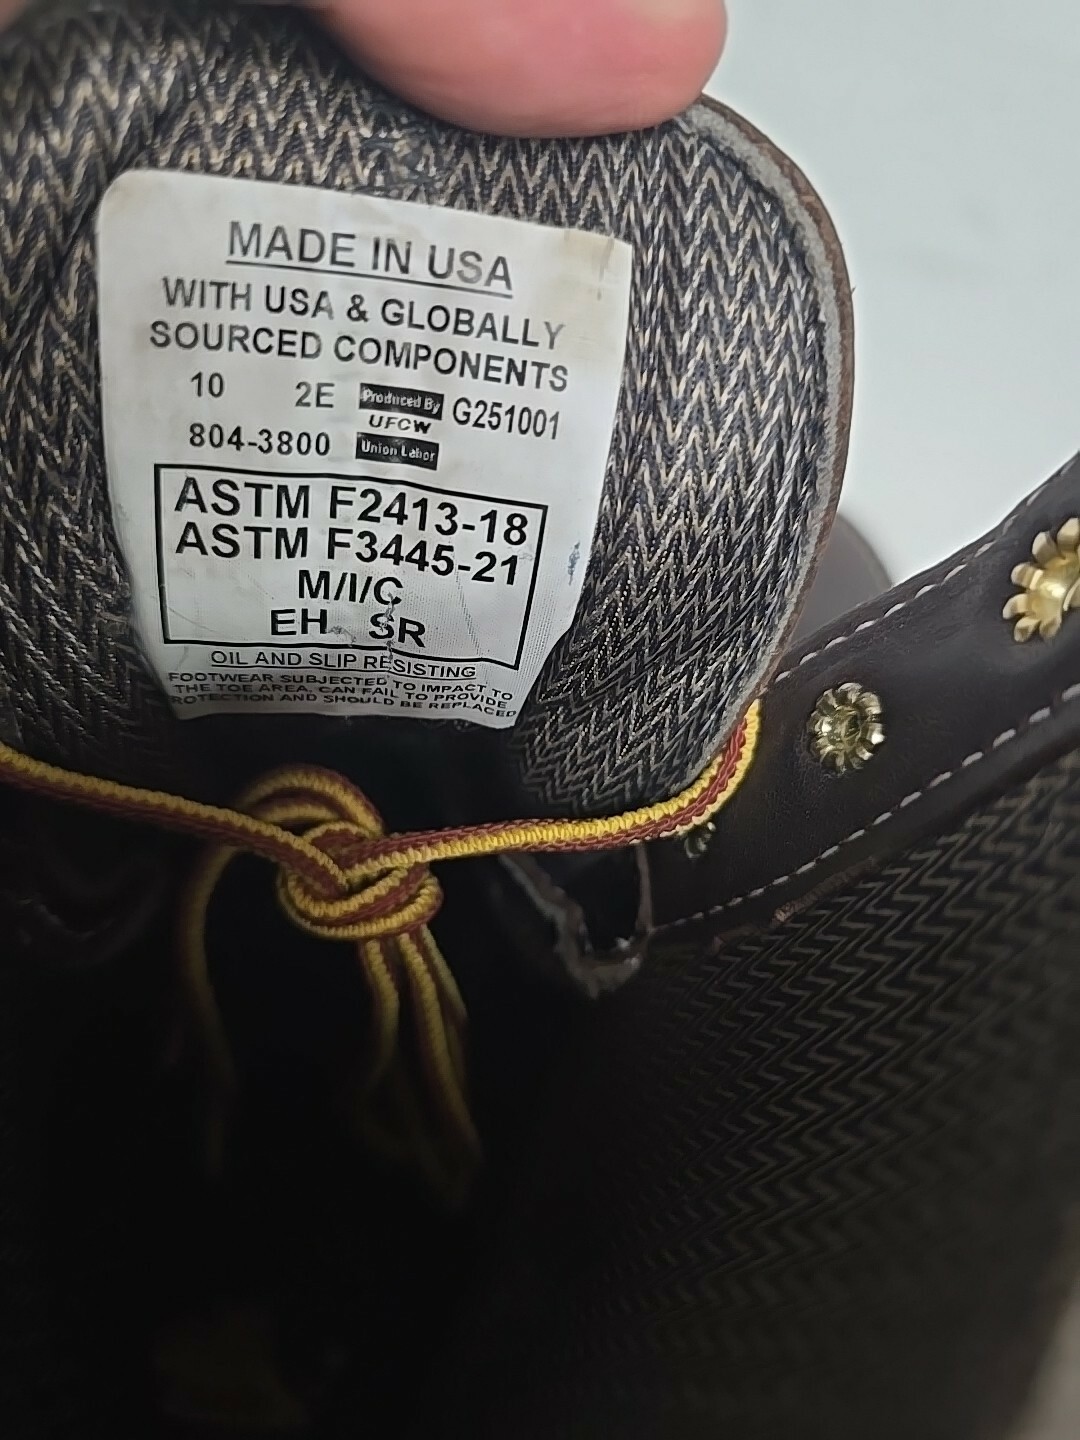 MADE IN USA
WITH USA & GLOBALLY
SOURCED COMPONENTS
10 2E Produced By G251001
UFCW
804-3800 Union Labor
ASTM F2413-18
ASTM F3445-21
M/I/C
EH SR
OIL AND SLIP RESISTING
FOOTWEAR SUBJECTED TO IMPACT TO
THE TOE AREA, CAN FAIL TO PROVIDE
ROTECTION AND SHOULD BE REPLACED